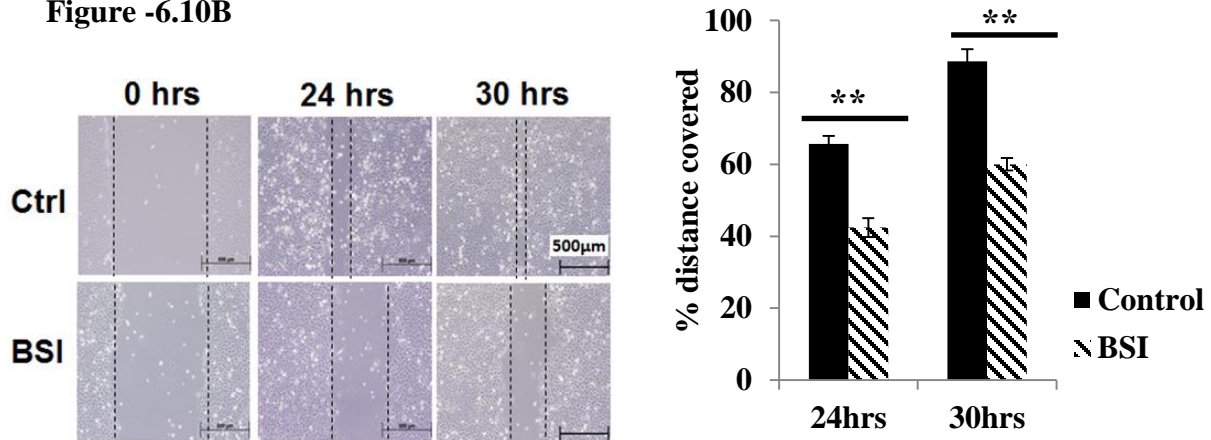 Figure -6.10B
0 hrs 24 hrs 30 hrs
Ctrl
500µm
BSI
% distance covered
100
80
60
40
20
0
**
**
24hrs 30hrs
Control
BSI